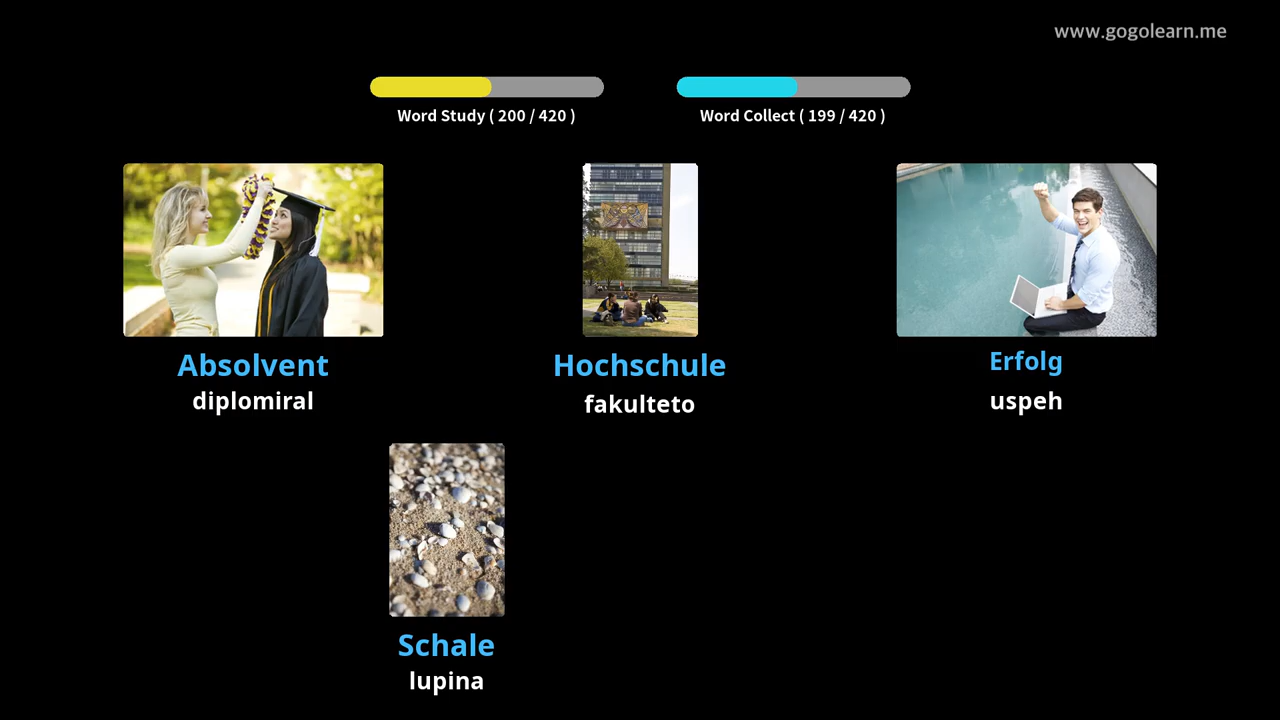 www.gogolearn.me
Word Study ( 200 / 420 )
Word Collect ( 199 / 420 )
Absolvent
diplomiral
Hochschule
fakulteto
Erfolg
uspeh
Schale
lupina